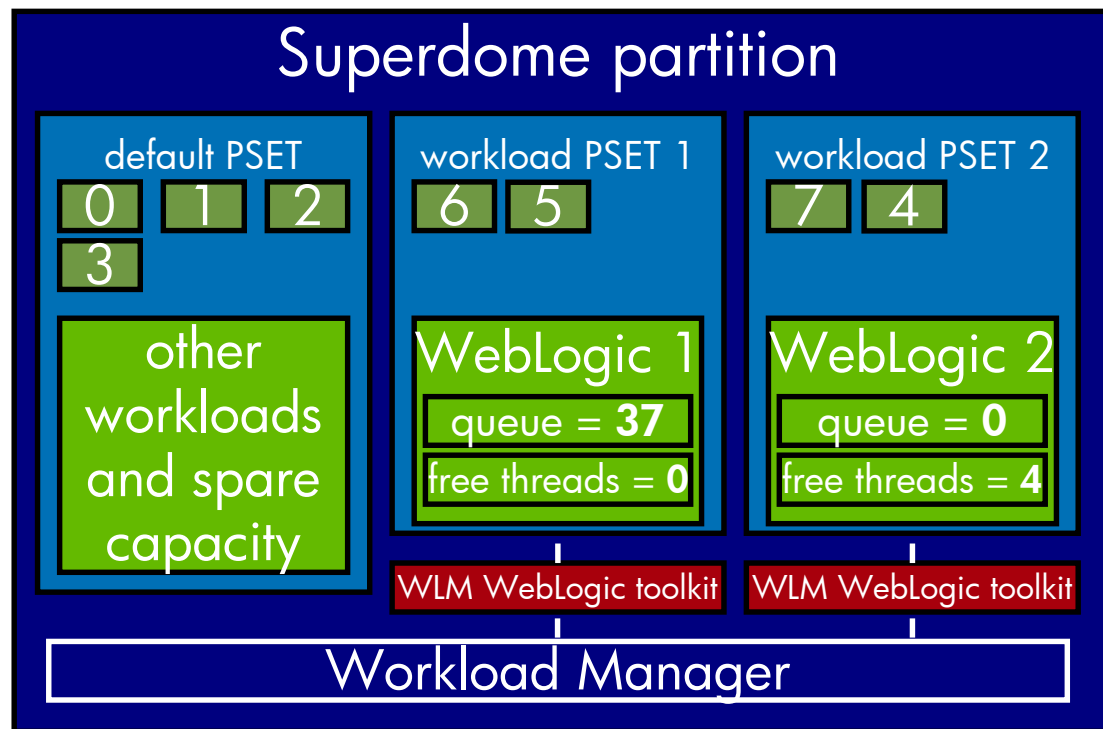 Superdome partition
default PSET
0 1 2
3
other
workloads
and spare
capacity
workload PSET 1
6 5
WebLogic 1
queue = 37
free threads = 0
WLM WebLogic toolkit
workload PSET 2
7 4
WebLogic 2
queue = 0
free threads = 4
WLM WebLogic toolkit
Workload Manager